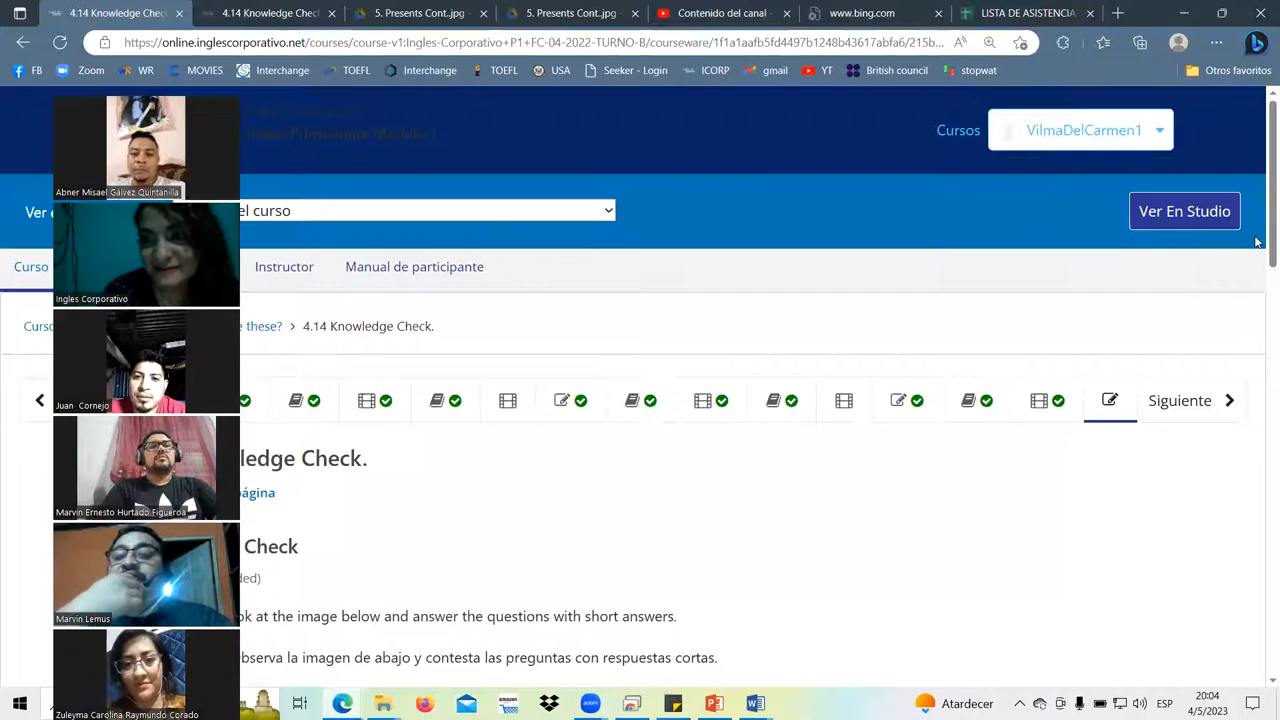 4.14 Knowledge Check.
4.14 Knowledge Che
5. Presents Cont.jpg
5. Presents Cont.jpg
Contenido del canal
www.bing.com
LISTA DE ASISTENCIA
https://online.inglescorporativo.net/courses/course-v1:Ingles-Corporativo+P1+FC-04-2022-TURNO-B/courseware/1f1a1aafb5fd4497b1248b43617abfa6/215b...
FB Zoom WR MOVIES Interchange TOEFL Interchange TOEFL USA Seeker - Login ICORP gmail YT British council stopwat Otros favoritos
Cursos VilmaDelCarmen1
Ver el curso
Ver En Studio
Curso Instructor Manual de participante
these? > 4.14 Knowledge Check.
Siguiente
ledge Check.
página
Check
ded)
ok at the image below and answer the questions with short answers.
bserva la imagen de abajo y contesta las preguntas con respuestas cortas.
Abner Misael Gálvez Quintanilla
Ingles Corporativo
Juan Cornejo
Marvin Ernesto Hurtado Figueroa
Marvin Lemus
Zuleyma Carolina Raymundo Corado
Atardecer ESP 20:04
4/5/2023